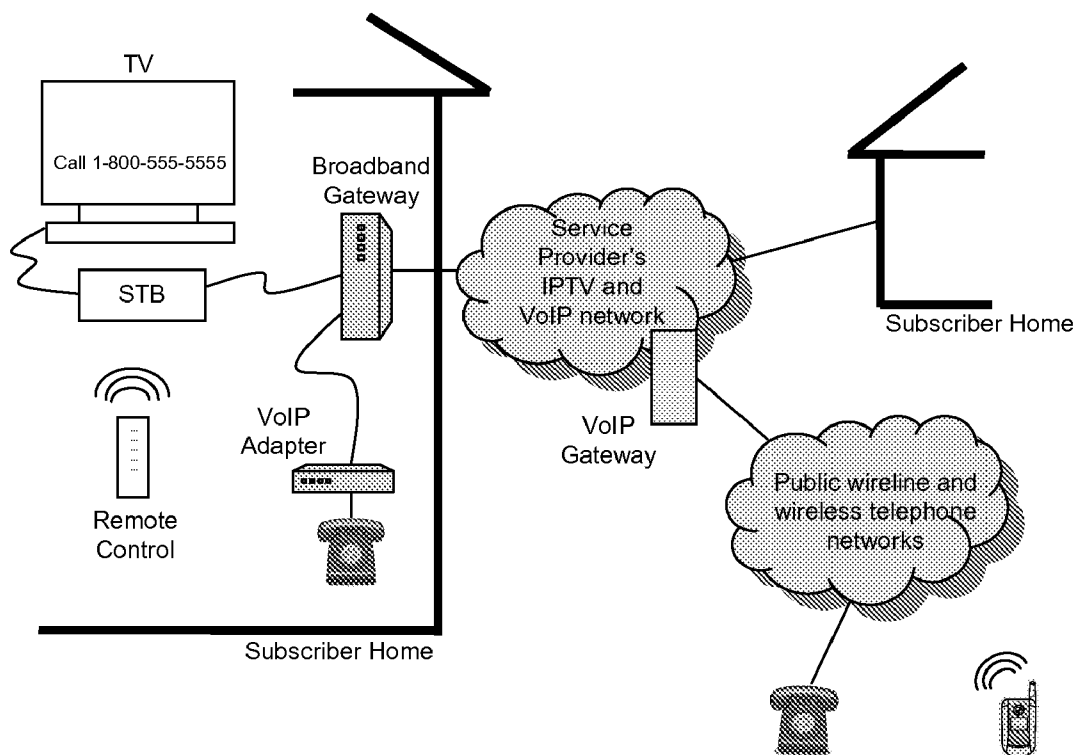 TV
Call 1-800-555-5555
STB
Remote
Control
Broadband
Gateway
VoIP
Adapter
Subscriber Home
Service
Provider's
IPTV and
VoIP network
VoIP
Gateway
Subscriber Home
Public wireline and
wireless telephone
networks